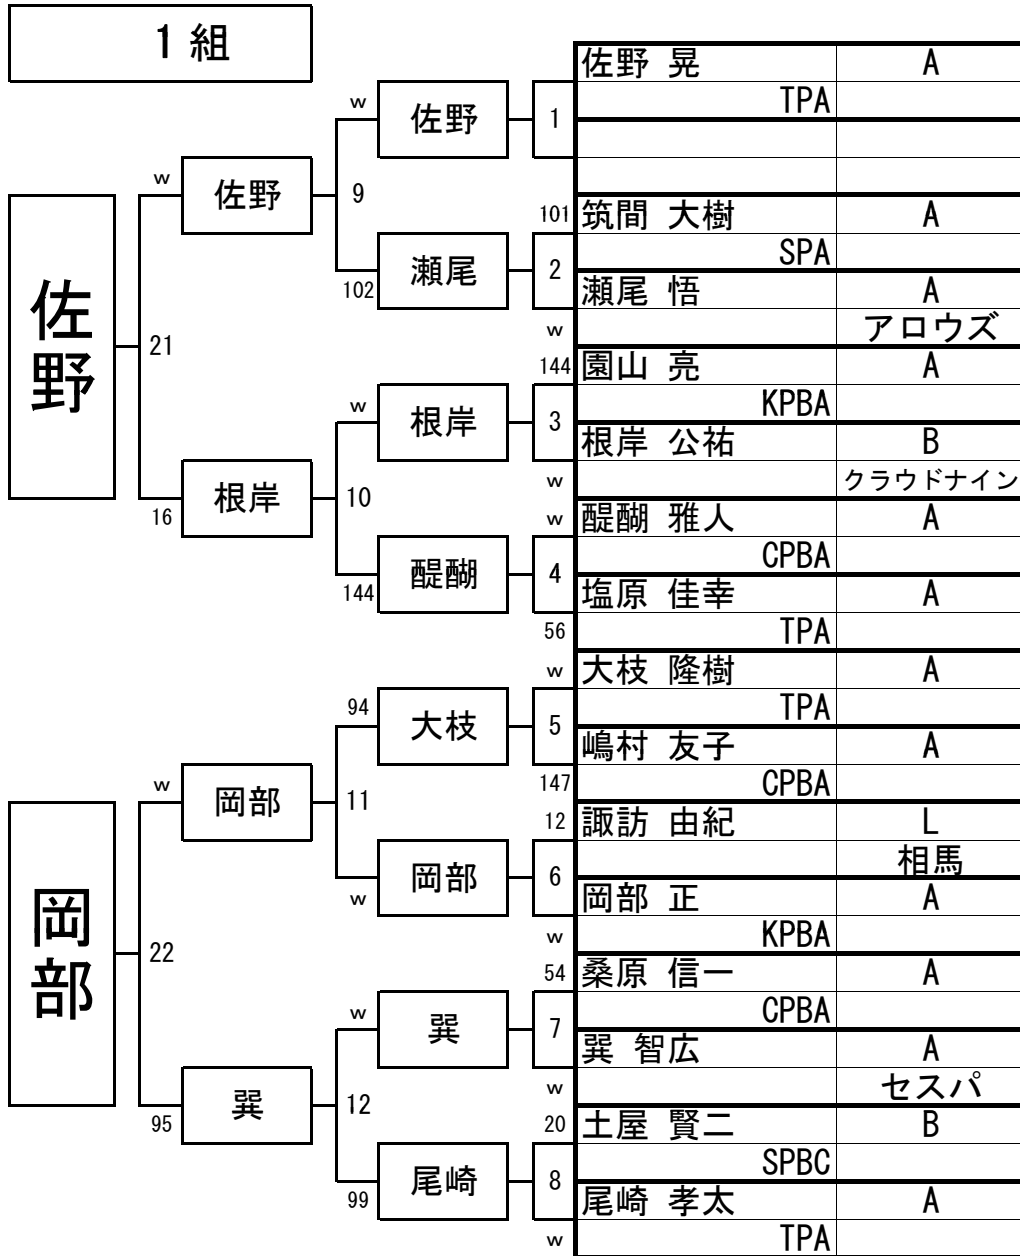 1組
佐野 晃 A
TPA
w 佐野 1
w 佐野 9
101 筑間 大樹 A
SPA
瀬尾 2
102
瀬尾 悟 A
w アロウズ
佐野 21
144 園山 亮 A
KPBA
w 根岸 3
根岸 公祐 B
w クラウドナイン
根岸 10
16
w 醍醐 雅人 A
CPBA
醍醐 4
144
塩原 佳幸 A
56 TPA
w 大枝 隆樹 A
TPA
94 大枝 5
嶋村 友子 A
147 CPBA
w 岡部 11
12 諏訪 由紀 L
相馬
岡部 6
w
岡部 正 A
w KPBA
岡部 22
54 桑原 信一 A
CPBA
w 巽 7
巽 智広 A
w セスパ
巽 12
95
20 土屋 賢二 B
SPBC
尾崎 8
99
尾崎 孝太 A
w TPA